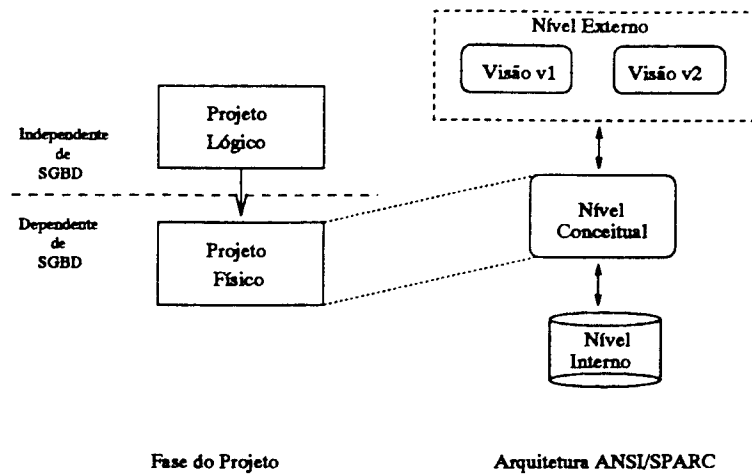 Nível Externo
Visão v1
Visão v2
Projeto
Lógico
Independente
de
SGBD
Dependente
de
SGBD
Projeto
Físico
Nível
Conceitual
Nível
Interno
Fase do Projeto
Arquitetura ANSI/SPARC